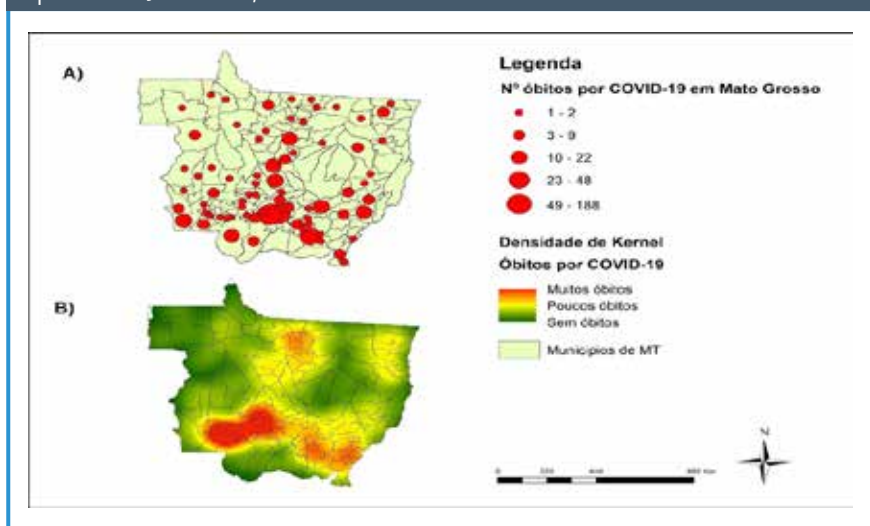 A)
Legenda
Nº óbitos por COVID-19 em Mato Grosso
1 - 2
3 - 9
10 - 22
23 - 48
49 - 188
Densidade de Kernel
Óbitos por COVID-19
Muitos óbitos
Poucos óbitos
Sem óbitos
Municípios de MT
B)
N
0